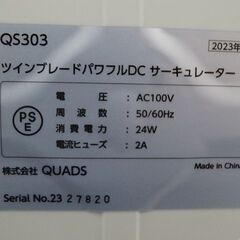 QS303
2023年
ツインブレードパワフルDC サーキュレーター
PSE
電圧：AC100V
周波数：50/60Hz
消費電力：24W
電流ヒューズ：2A
株式会社 QUADS
Made in China
Serial No.23 27820